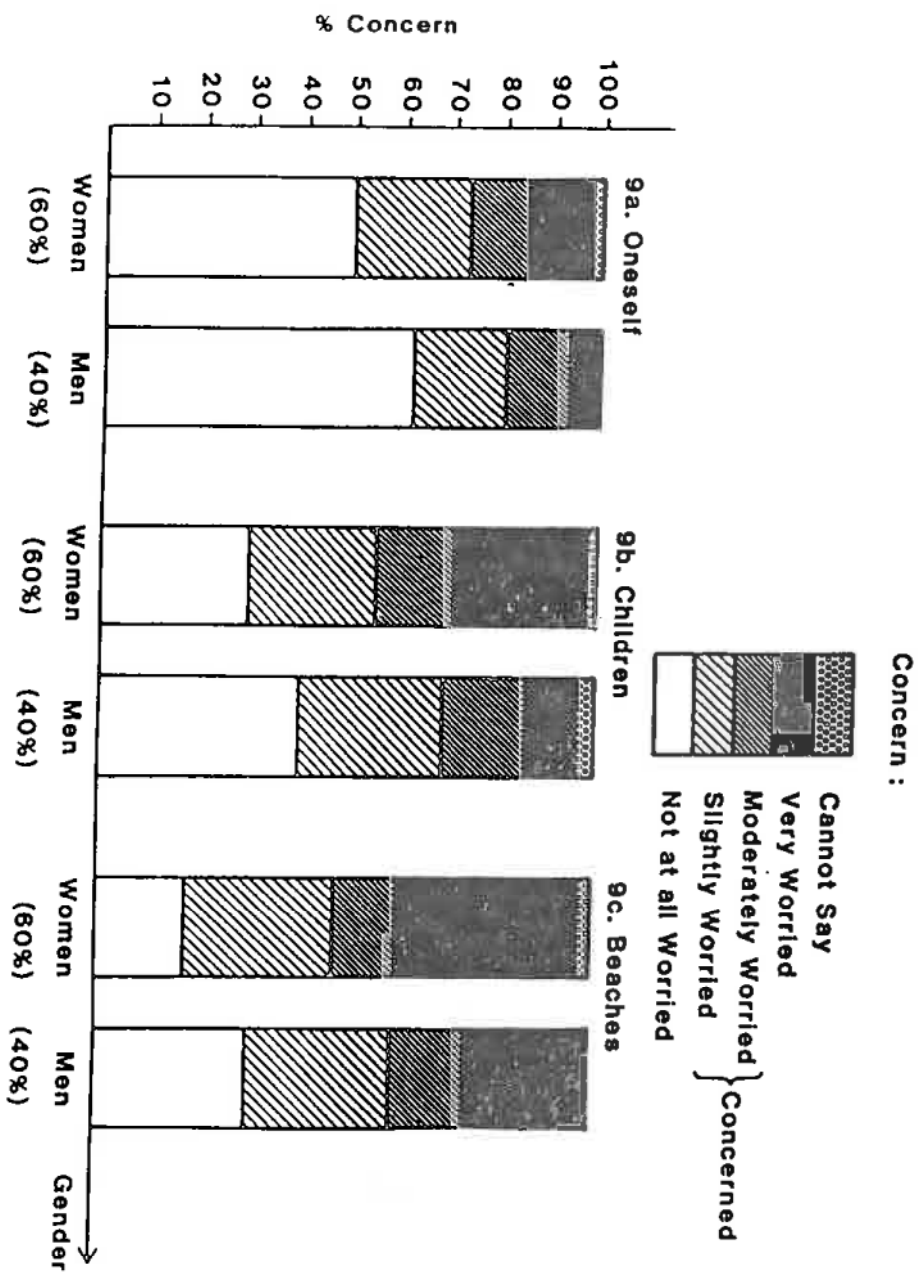 Concern :
Cannot Say
Very Worried
Moderately Worried
Slightly Worried
Concerned
Not at all Worried
9a. Oneself
9b. Children
9c. Beaches
% Concern
100
90
80
70
60
50
40
30
20
10
Women
(60%)
Men
(40%)
Women
(60%)
Men
(40%)
Women
(60%)
Men
(40%)
Gender